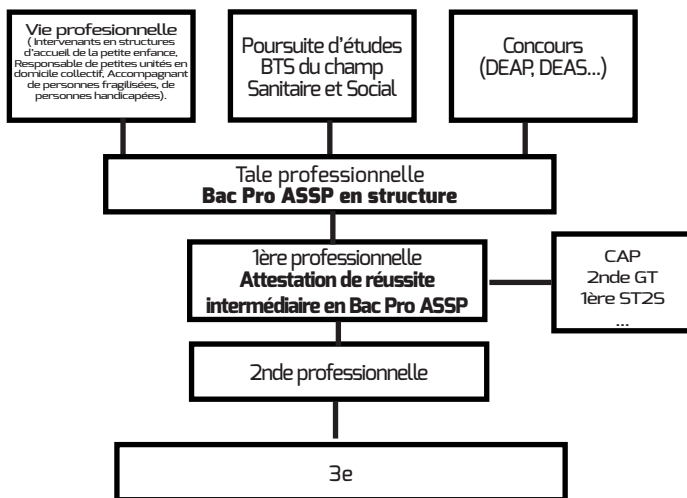 Vie profesionnelle
( Intervenants en structures
d'accueil de la petite enfance,
Responsable de petites unités en
domicile collectif, Accompagnant
de personnes fragilisées, de
personnes handicapées).
Poursuite d'études
BTS du champ
Sanitaire et Social
Concours
(DEAP, DEAS...)
Tale professionnelle
Bac Pro ASSP en structure
1ère professionnelle
Attestation de réussite
intermédiaire en Bac Pro ASSP
CAP
2nde GT
1ère ST2S
...
2nde professionnelle
3e